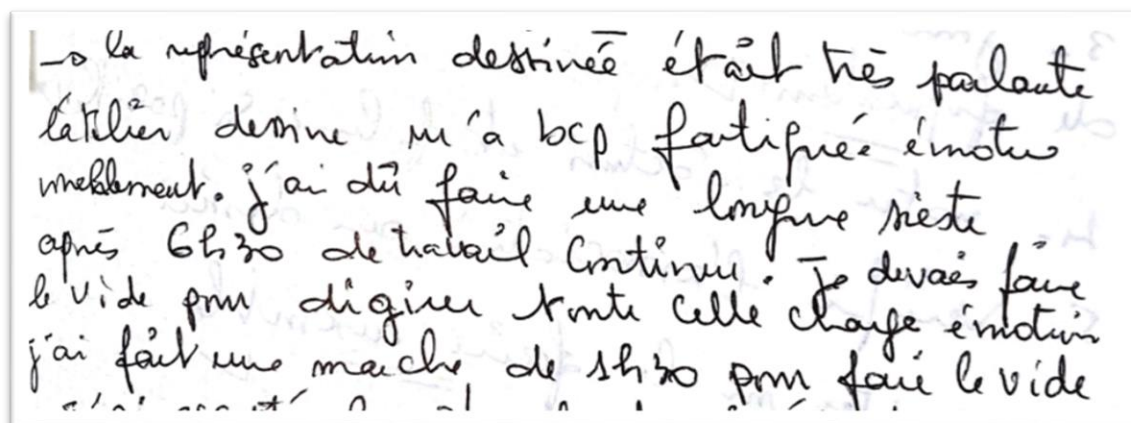 → la représentation dessinée était très parlante
l'atelier dessine m'a bcp fatiguée émotio
nnellement. j'ai dû faire une longue sieste
après 6h30 de travail continu. Je devais faire
le vide pour digérer toute cette charge émotion
j'ai fait une marche de 1h30 pour faire le vide